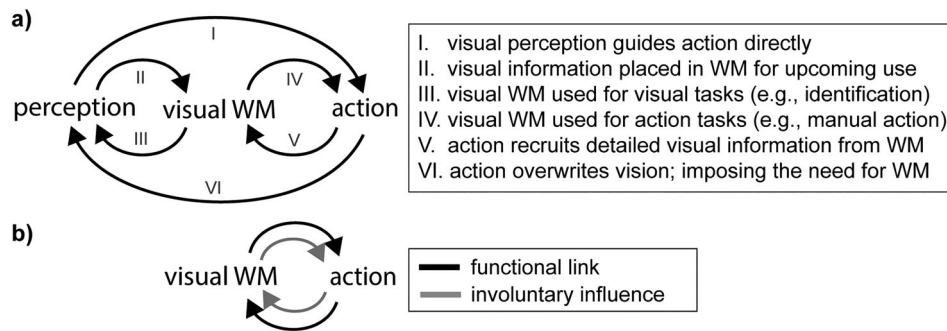 a)
I
II
IV
perception
visual WM
action
III
V
VI
I. visual perception guides action directly
II. visual information placed in WM for upcoming use
III. visual WM used for visual tasks (e.g., identification)
IV. visual WM used for action tasks (e.g., manual action)
V. action recruits detailed visual information from WM
VI. action overwrites vision; imposing the need for WM
b)
visual WM
action
functional link
involuntary influence